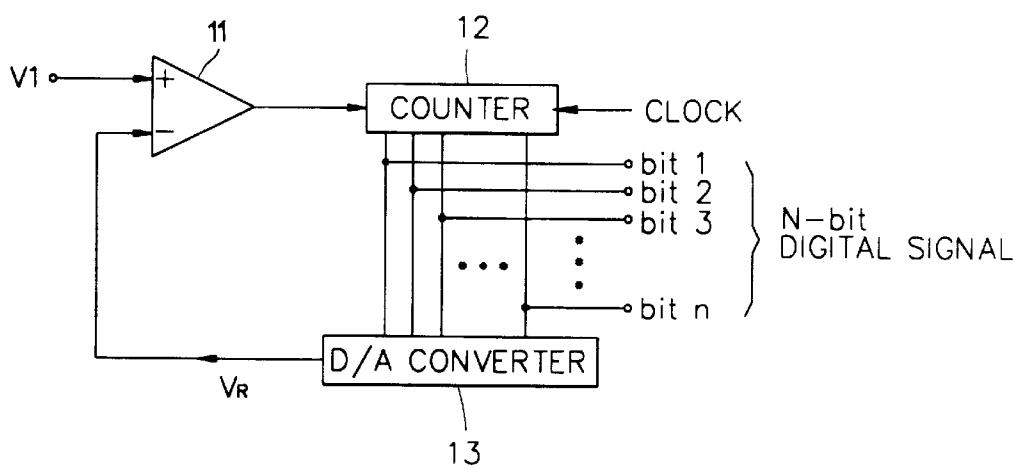 11
12
V1
+
−
COUNTER
CLOCK
bit 1
bit 2
bit 3
N-bit
DIGITAL SIGNAL
bit n
D/A CONVERTER
VR
13